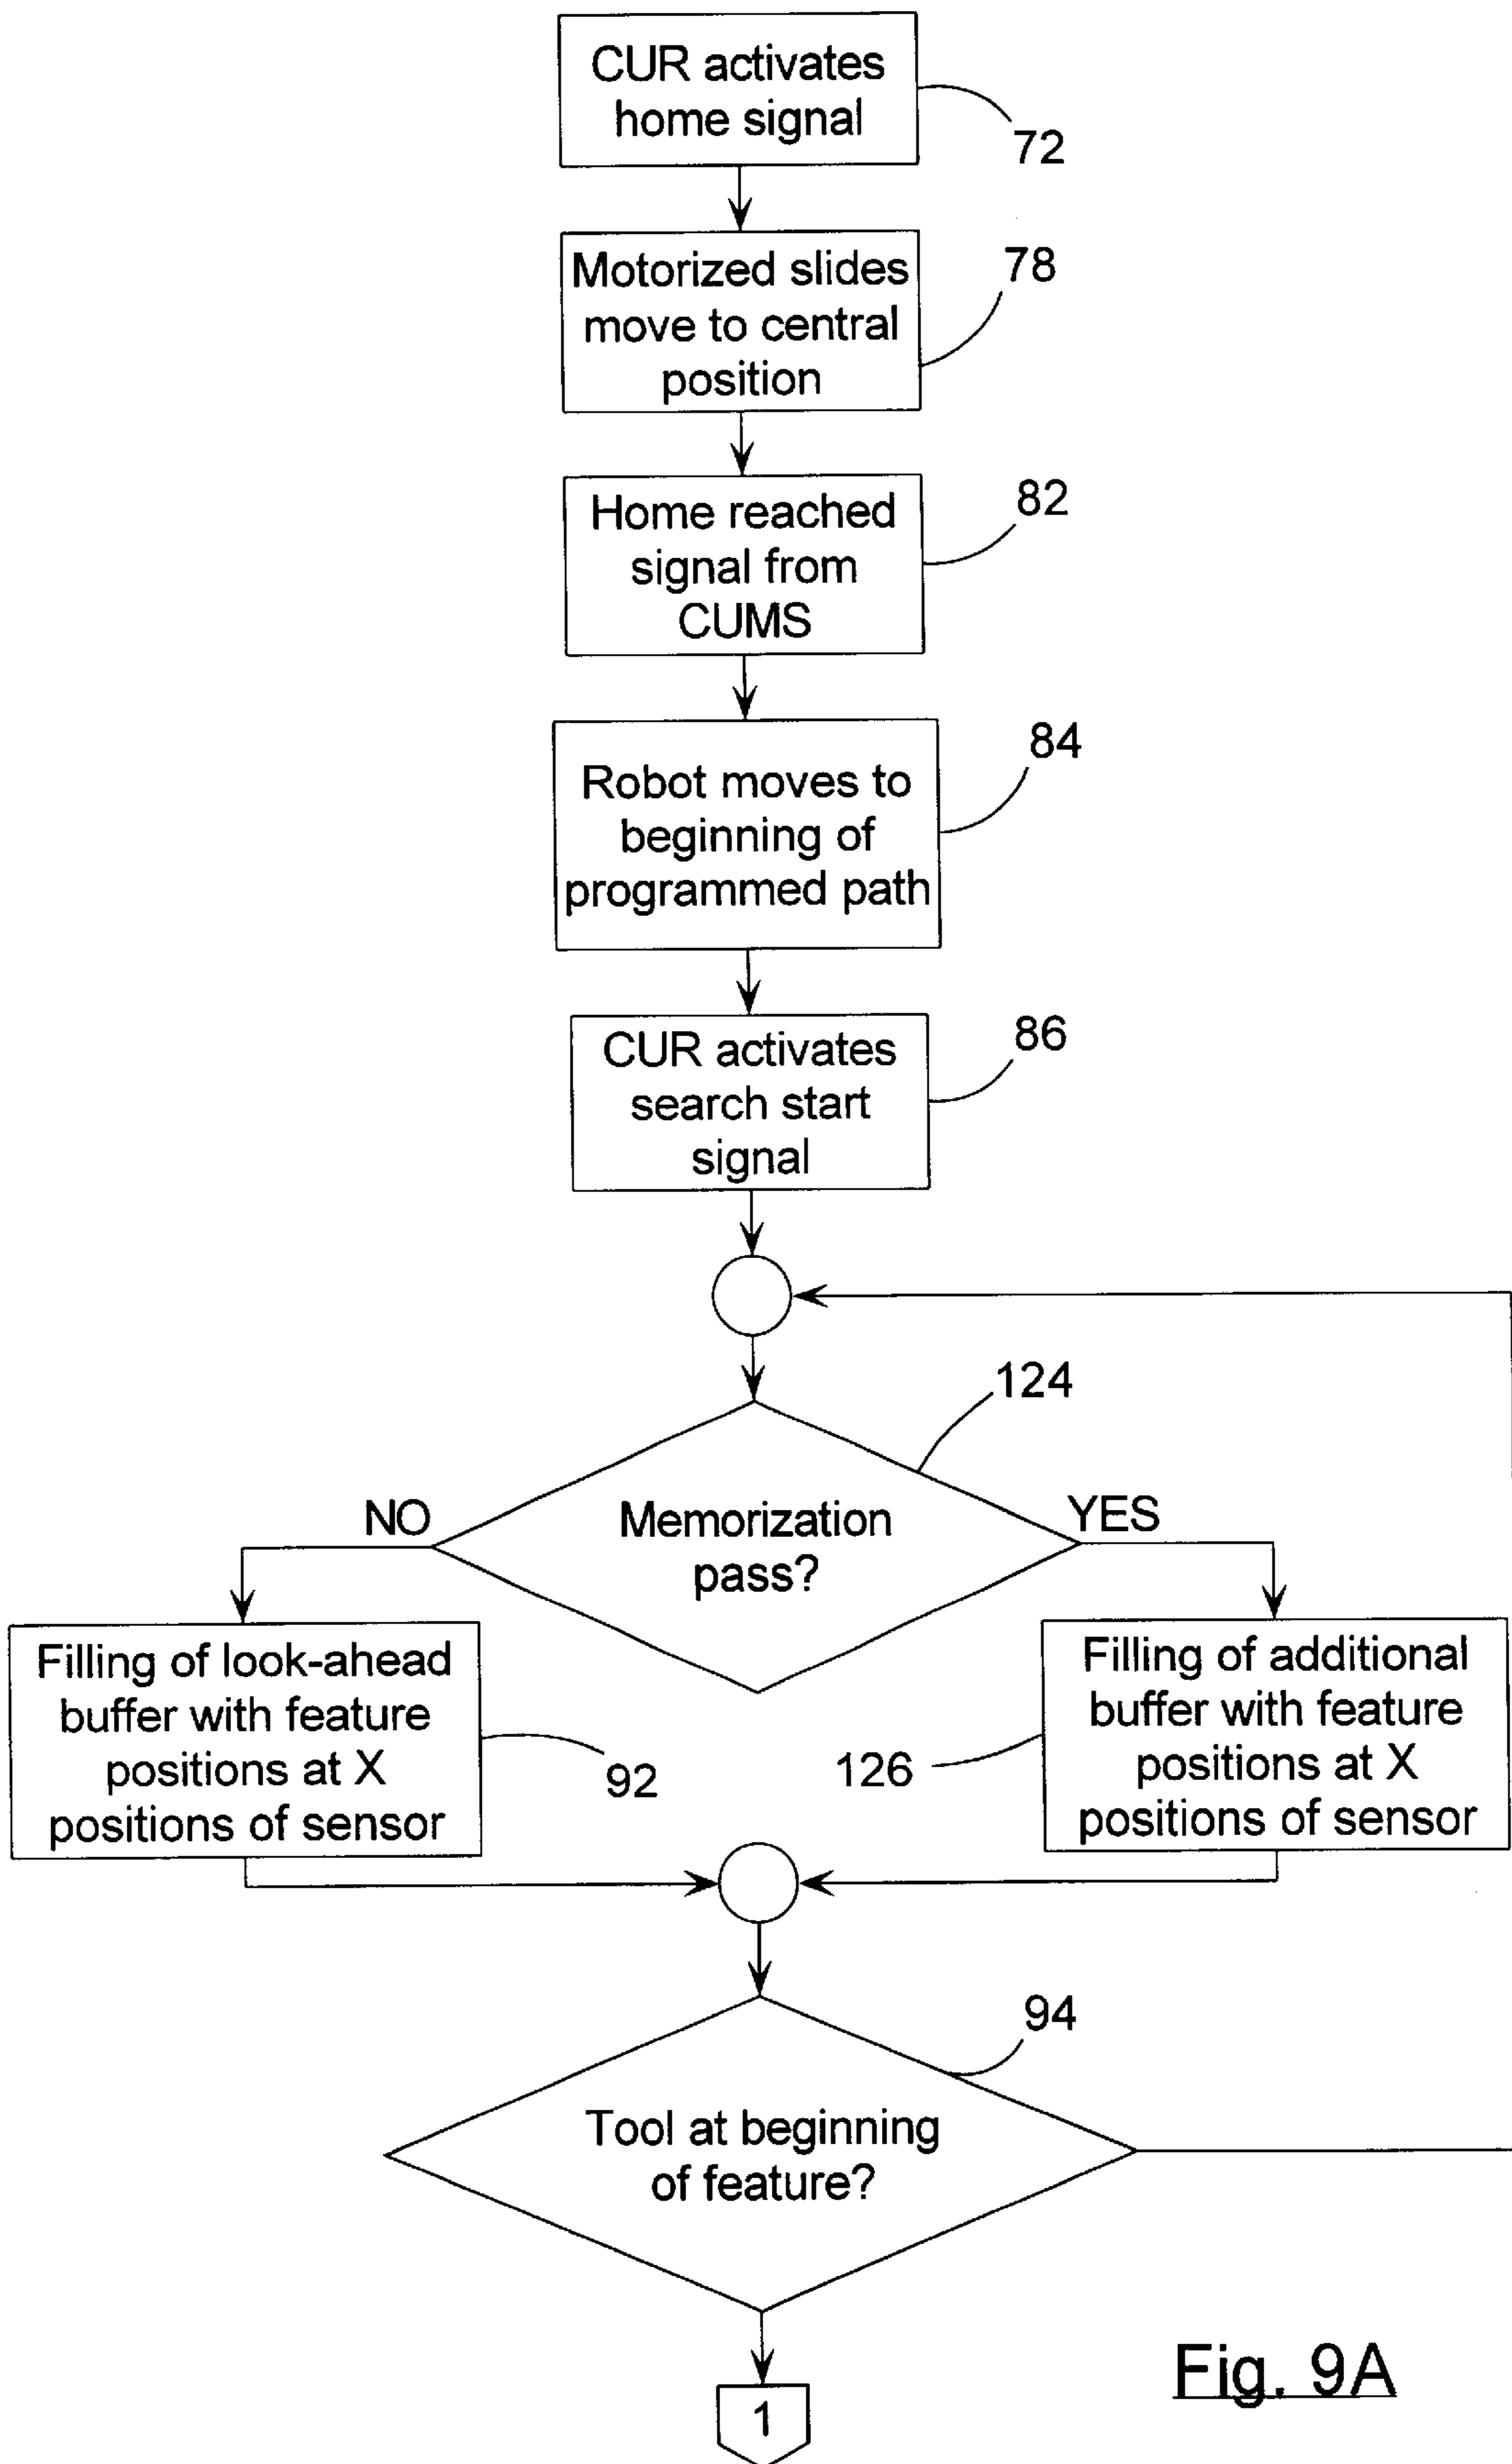 CUR activates
home signal
72
Motorized slides
move to central
position
78
Home reached
signal from
CUMS
82
Robot moves to
beginning of
programmed path
84
CUR activates
search start
signal
86
124
Memorization
pass?
NO
YES
Filling of look-ahead
buffer with feature
positions at X
positions of sensor
92
Filling of additional
buffer with feature
positions at X
positions of sensor
126
94
Tool at beginning
of feature?
1
Fig. 9A